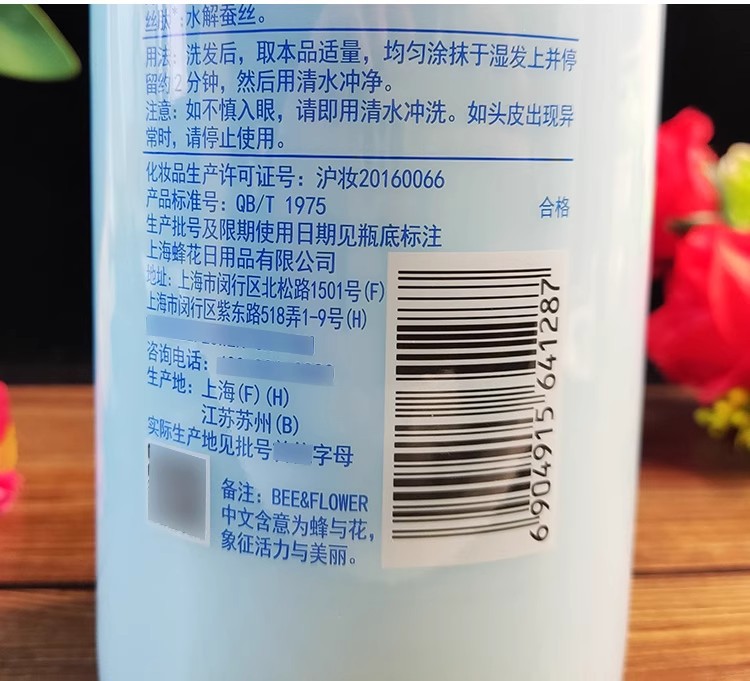 水解蚕丝。
用法：洗发后，取本品适量，均匀涂抹于湿发上并停
留约2分钟，然后用清水冲净。
注意：如不慎入眼，请即用清水冲洗。如头皮出现异
常时，请停止使用。
化妆品生产许可证号：沪妆20160066
产品标准号：QB/T 1975
合格
生产批号及限期使用日期见瓶底标注
上海蜂花日用品有限公司
地址：上海市闵行区北松路1501号(F)
上海市闵行区紫东路518弄1-9号(H)
咨询电话：
生产地：上海(F)(H)
江苏苏州(B)
实际生产地见批号 字母
备注：BEE&FLOWER
中文含意为蜂与花，
象征活力与美丽。
6904915641287